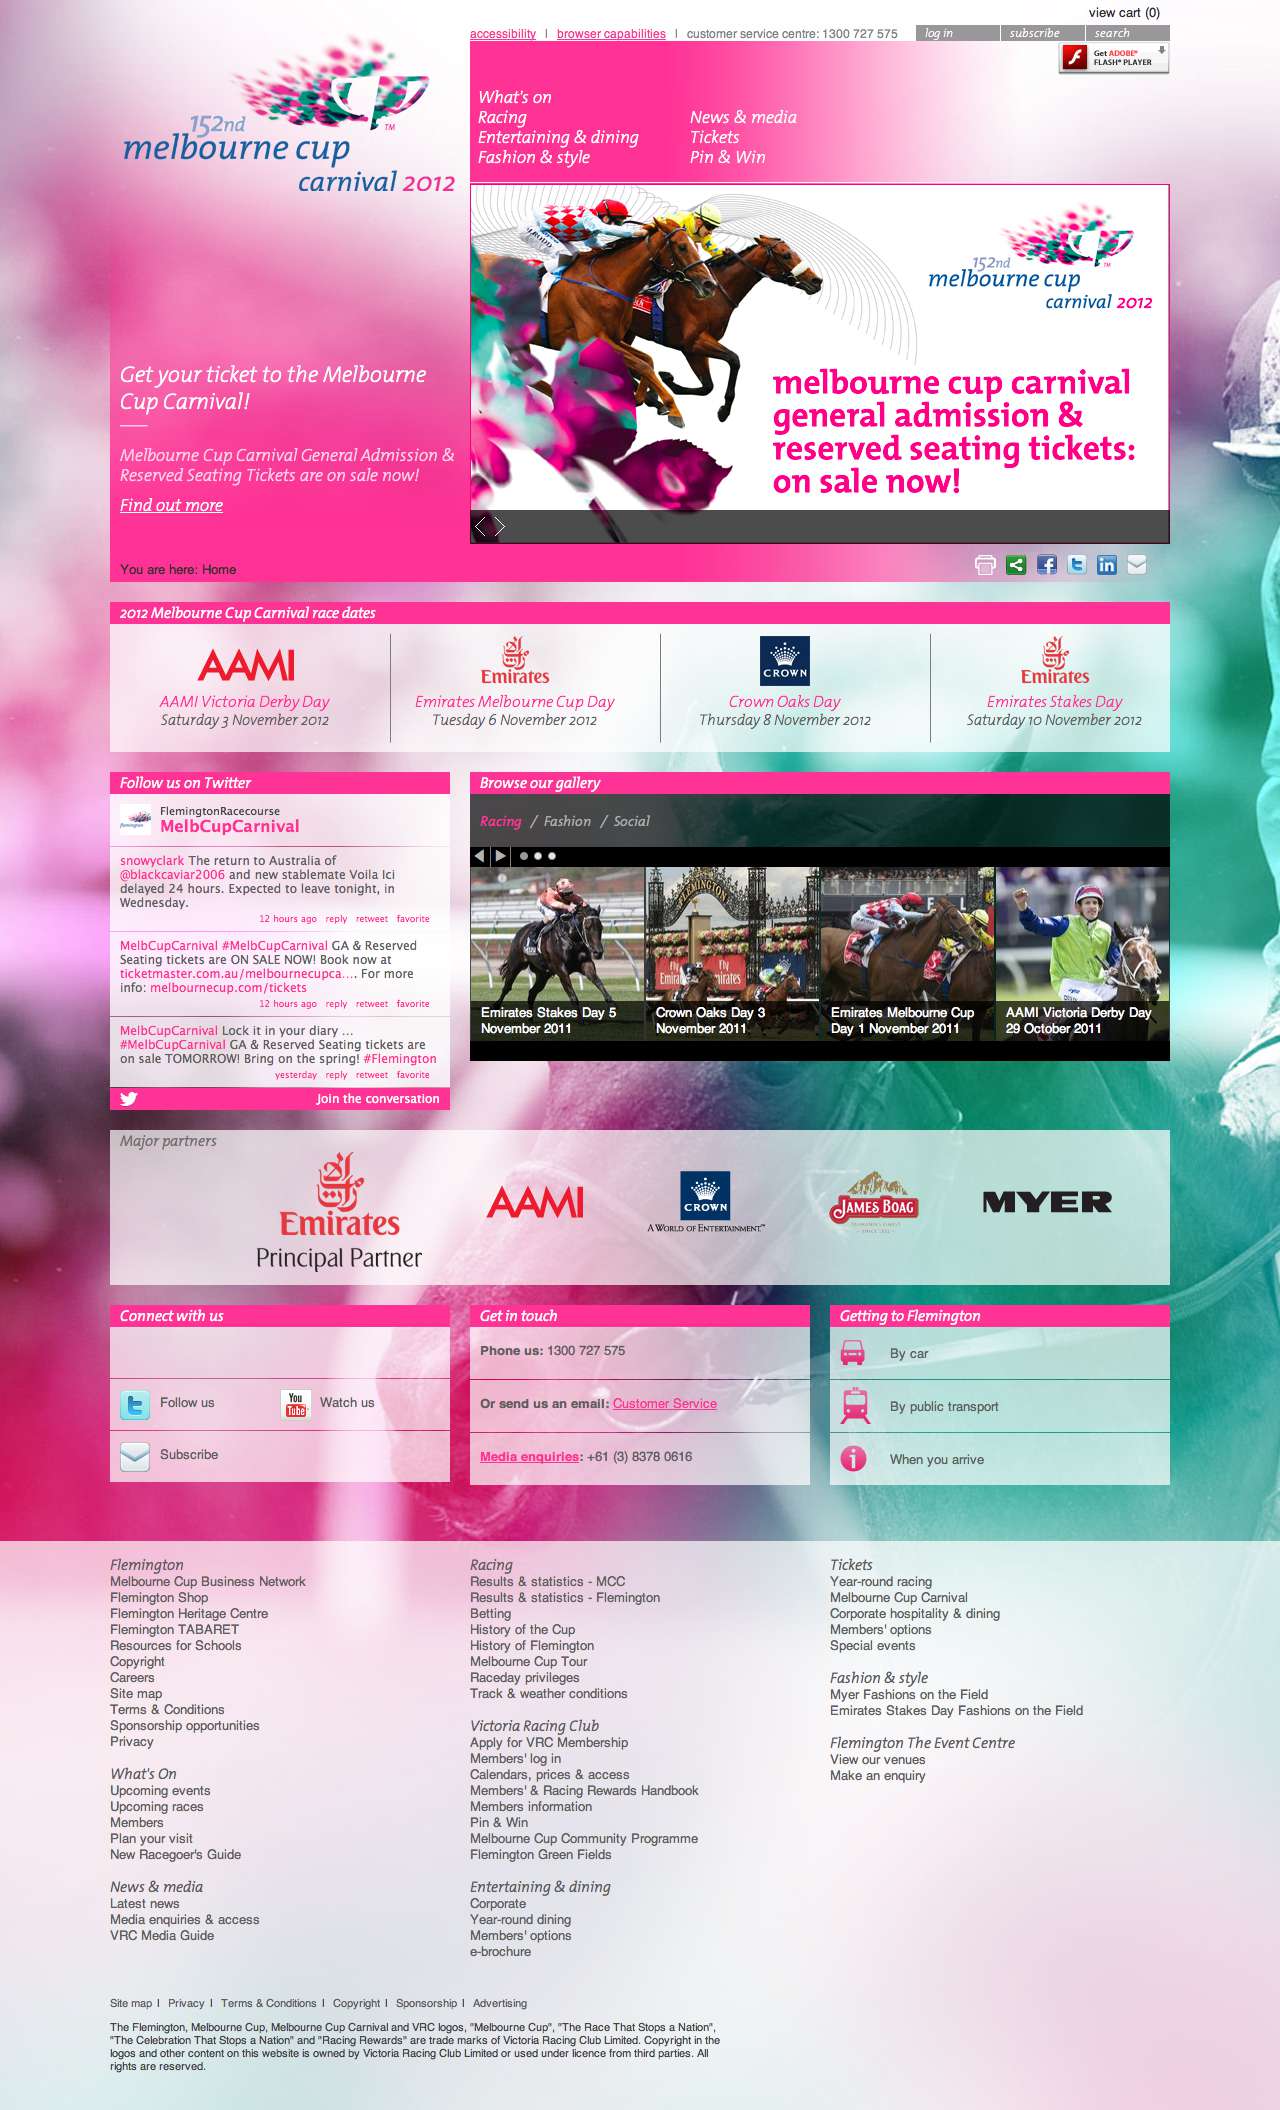 view cart (0)
accessibility | browser capabilities | customer service centre: 1300 727 575
log in
subscribe
search
Get ADOBE®
FLASH® PLAYER
152nd
melbourne cup
carnival 2012
TM
What's on
Racing
Entertaining & dining
Fashion & style
News & media
Tickets
Pin & Win
Get your ticket to the Melbourne
Cup Carnival!
Melbourne Cup Carnival General Admission &
Reserved Seating Tickets are on sale now!
Find out more
152nd
melbourne cup
carnival 2012
TM
melbourne cup carnival
general admission &
reserved seating tickets:
on sale now!
You are here: Home
2012 Melbourne Cup Carnival race dates
AAMI
AAMI Victoria Derby Day
Saturday 3 November 2012
Emirates
Emirates Melbourne Cup Day
Tuesday 6 November 2012
CROWN
Crown Oaks Day
Thursday 8 November 2012
Emirates
Emirates Stakes Day
Saturday 10 November 2012
Follow us on Twitter
FlemingtonRacecourse
MelbCupCarnival
snowyclark The return to Australia of
@blackcaviar2006 and new stablemate Voila Ici
delayed 24 hours. Expected to leave tonight, in
Wednesday.
12 hours ago reply retweet favorite
MelbCupCarnival #MelbCupCarnival GA & Reserved
Seating tickets are ON SALE NOW! Book now at
ticketmaster.com.au/melbournecupca…. For more
info: melbournecup.com/tickets
12 hours ago reply retweet favorite
MelbCupCarnival Lock it in your diary ...
#MelbCupCarnival GA & Reserved Seating tickets are
on sale TOMORROW! Bring on the spring! #Flemington
yesterday reply retweet favorite
Join the conversation
Browse our gallery
Racing / Fashion / Social
Emirates Stakes Day 5
November 2011
Crown Oaks Day 3
November 2011
Emirates Melbourne Cup
Day 1 November 2011
AAMI Victoria Derby Day
29 October 2011
Major partners
Emirates
Principal Partner
AAMI
CROWN
A WORLD OF ENTERTAINMENT.™
JAMES BOAG
MYER
Connect with us
Follow us
You Tube
Watch us
Subscribe
Get in touch
Phone us: 1300 727 575
Or send us an email: Customer Service
Media enquiries: +61 (3) 8378 0616
Getting to Flemington
By car
By public transport
When you arrive
Flemington
Melbourne Cup Business Network
Flemington Shop
Flemington Heritage Centre
Flemington TABARET
Resources for Schools
Copyright
Careers
Site map
Terms & Conditions
Sponsorship opportunities
Privacy
What's On
Upcoming events
Upcoming races
Members
Plan your visit
New Racegoer's Guide
News & media
Latest news
Media enquiries & access
VRC Media Guide
Racing
Results & statistics - MCC
Results & statistics - Flemington
Betting
History of the Cup
History of Flemington
Melbourne Cup Tour
Raceday privileges
Track & weather conditions
Victoria Racing Club
Apply for VRC Membership
Members' log in
Calendars, prices & access
Members' & Racing Rewards Handbook
Members information
Pin & Win
Melbourne Cup Community Programme
Flemington Green Fields
Entertaining & dining
Corporate
Year-round dining
Members' options
e-brochure
Tickets
Year-round racing
Melbourne Cup Carnival
Corporate hospitality & dining
Members' options
Special events
Fashion & style
Myer Fashions on the Field
Emirates Stakes Day Fashions on the Field
Flemington The Event Centre
View our venues
Make an enquiry
Site map | Privacy | Terms & Conditions | Copyright | Sponsorship | Advertising
The Flemington, Melbourne Cup, Melbourne Cup Carnival and VRC logos, "Melbourne Cup", "The Race That Stops a Nation",
"The Celebration That Stops a Nation" and "Racing Rewards" are trade marks of Victoria Racing Club Limited. Copyright in the
logos and other content on this website is owned by Victoria Racing Club Limited or used under licence from third parties. All
rights are reserved.